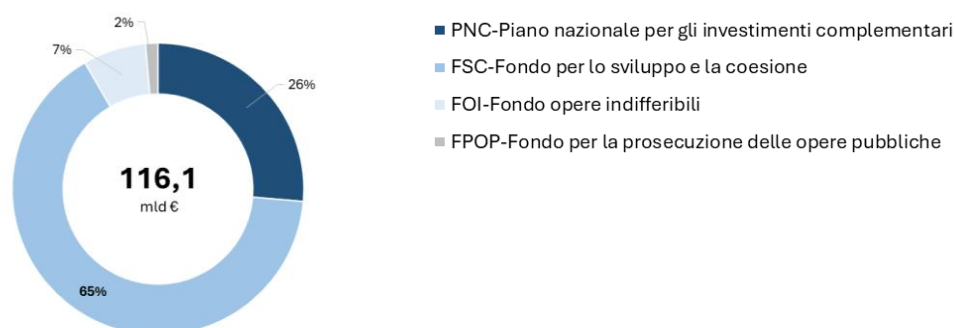 2%
7%
26%
116,1
mld €
65%
PNC-Piano nazionale per gli investimenti complementari
FSC-Fondo per lo sviluppo e la coesione
FOI-Fondo opere indifferibili
FPOP-Fondo per la prosecuzione delle opere pubbliche